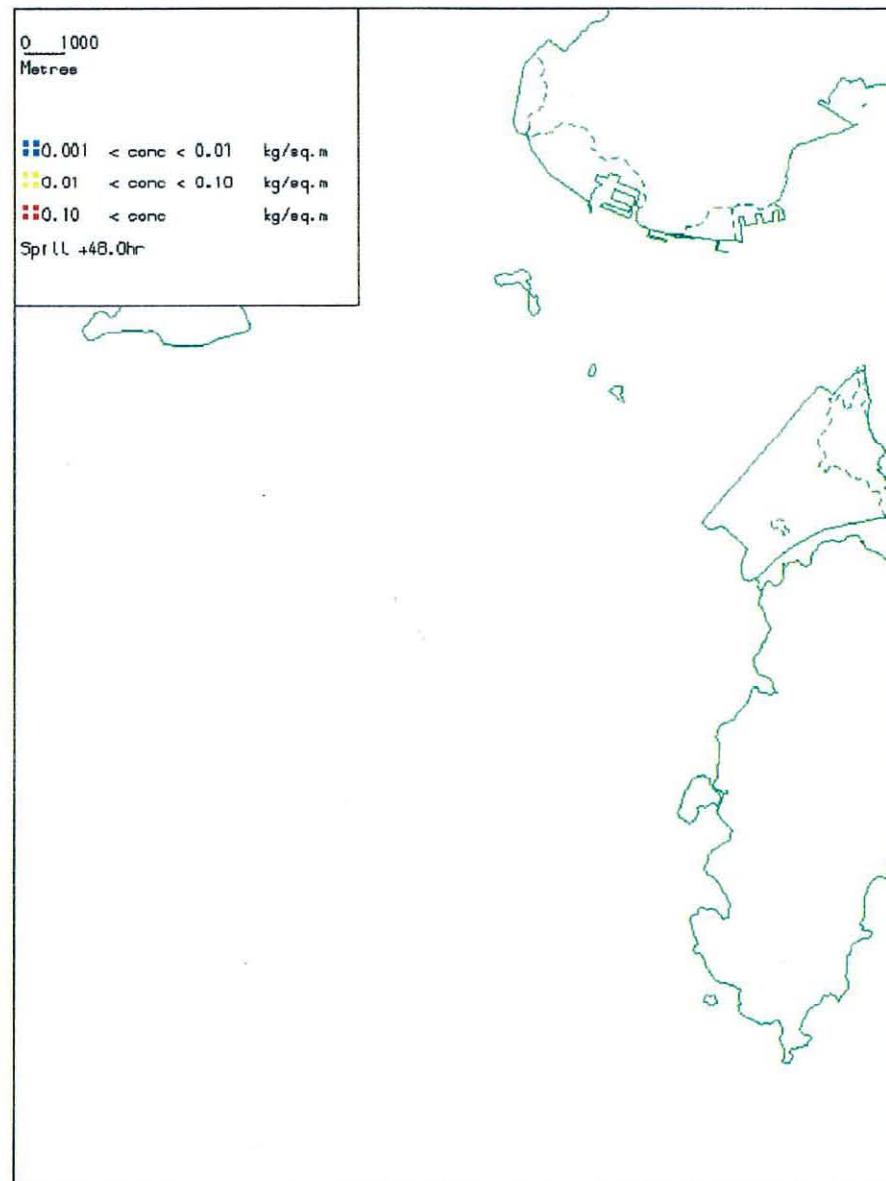 0 1000
Metres
0.001 < conc < 0.01 kg/sq.m
0.01 < conc < 0.10 kg/sq.m
0.10 < conc kg/sq.m
Spill +48.0hr